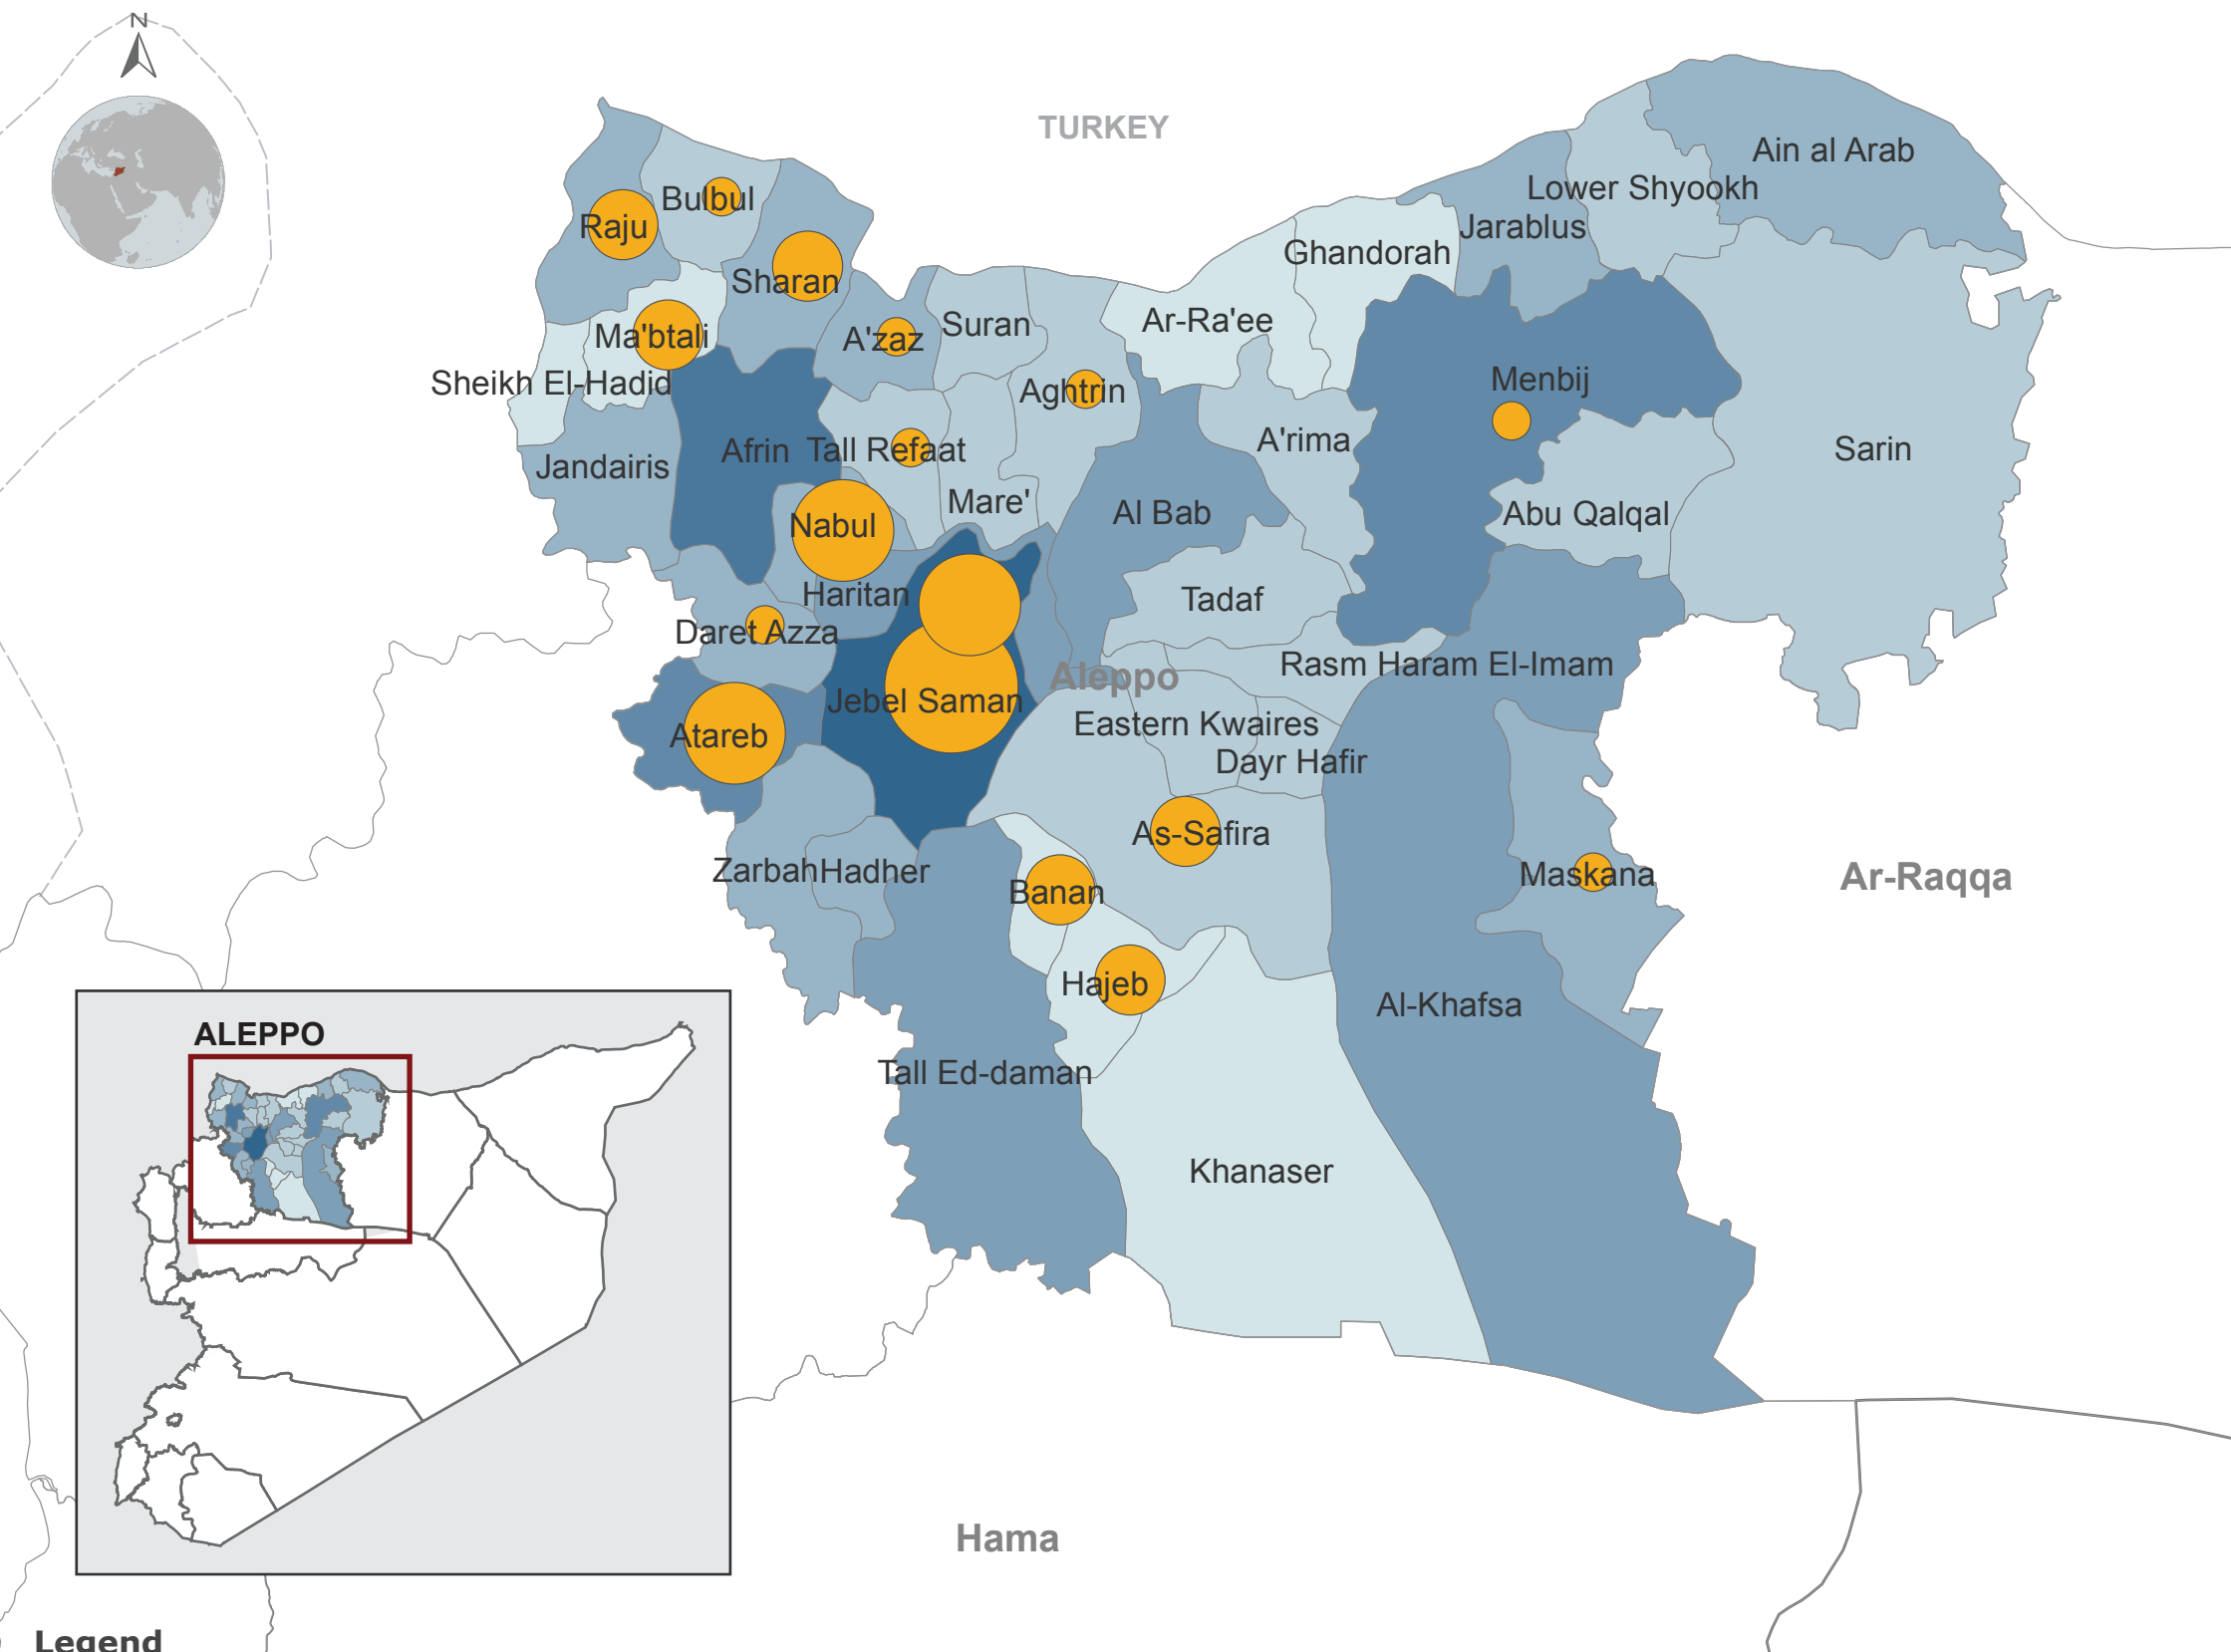 N
TURKEY
Ain al Arab
Lower Shyookh
Bulbul
Raju
Jarablus
Ghandorah
Sharan
Ar-Ra'ee
Suran
Ma'btali
A'zaz
Menbij
Sheikh El-Hadid
Aghtrin
A'rima
Sarin
Afrin
Tall Refaat
Jandairis
Mare'
Al Bab
Abu Qalqal
Nabul
Haritan
Tadaf
Daret Azza
Rasm Haram El-Imam
Aleppo
Jebel Saman
Eastern Kwaires
Atareb
Dayr Hafir
As-Safira
Zarbah
Hadher
Maskana
Ar-Raqqa
Banan
Hajeb
Al-Khafsa
ALEPPO
Tall Ed-daman
Khanaser
Hama
Legend